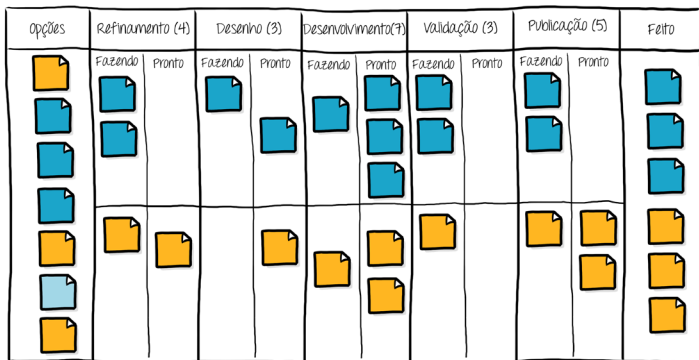 Opções Refinamento (4) Desenho (3) Desenvolvimento(7) Validação (3) Publicação (5) Feito
Fazendo Pronto Fazendo Pronto Fazendo Pronto Fazendo Pronto Fazendo Pronto